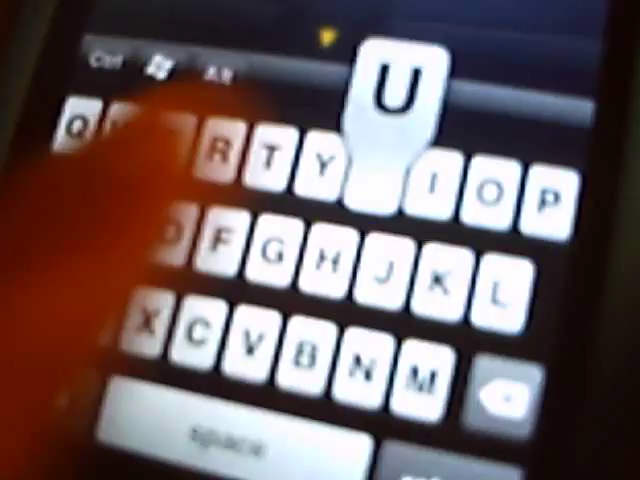 U
Ctrl Alt
Q R T Y I O P
D F G H J K L
X C V B N M
space